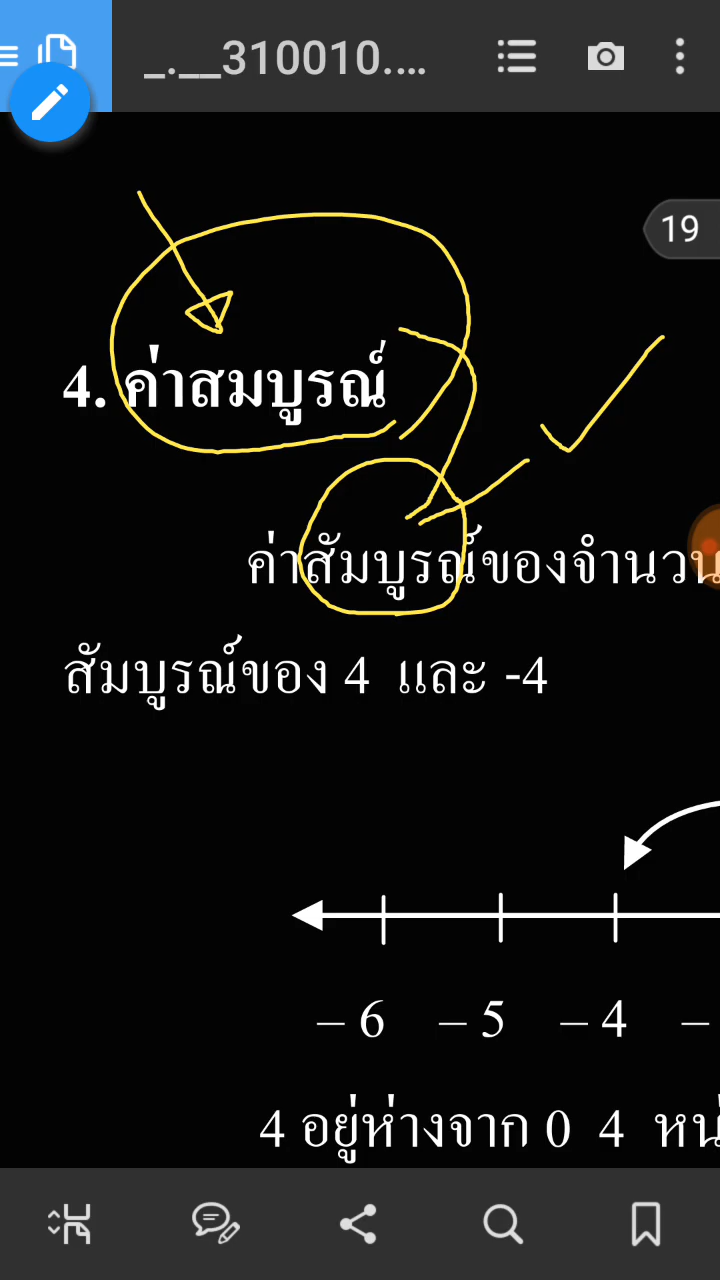 _.__310010....
19
4. ค่าสมบูรณ์
ค่าสัมบูรณ์ของจำนวน
สัมบูรณ์ของ 4 และ -4
– 6 – 5 – 4 –
4 อยู่ห่างจาก 0 4 หน่